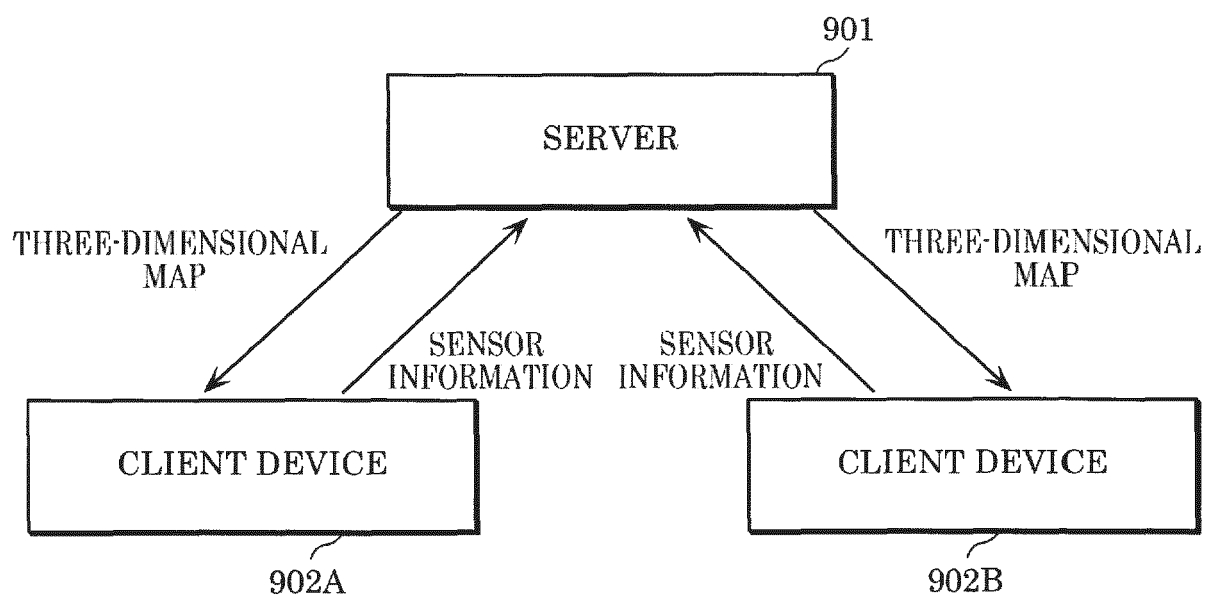 901
SERVER
THREE-DIMENSIONAL
MAP
THREE-DIMENSIONAL
MAP
SENSOR
INFORMATION
SENSOR
INFORMATION
CLIENT DEVICE
CLIENT DEVICE
902A
902B